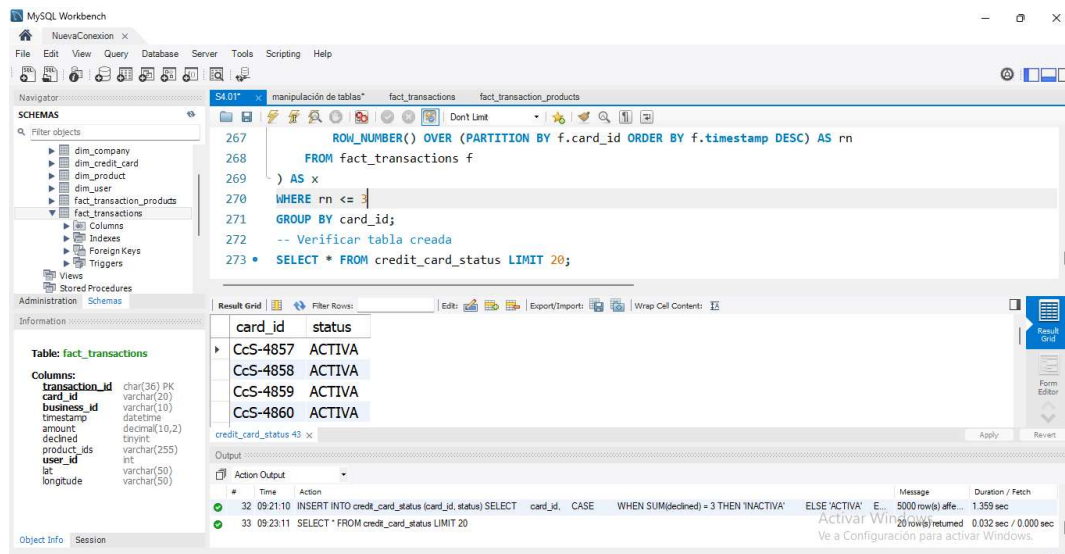 MySQL Workbench
NuevaConexion ×
File Edit View Query Database Server Tools Scripting Help
Navigator
SCHEMAS
Filter objects
dim_company
dim_credit_card
dim_product
dim_user
fact_transaction_products
fact_transactions
Columns
Indexes
Foreign Keys
Triggers
Views
Stored Procedures
Administration Schemas
Information
Table: fact_transactions
Columns:
transaction_id char(36) PK
card_id varchar(20)
business_id varchar(10)
timestamp datetime
amount decimal(10,2)
declined tinyint
product_ids varchar(255)
user_id int
lat varchar(50)
longitude varchar(50)
Object Info Session
S4.01* × manipulación de tablas* fact_transactions fact_transaction_products
Don't Limit
267 ROW_NUMBER() OVER (PARTITION BY f.card_id ORDER BY f.timestamp DESC) AS rn
268 FROM fact_transactions f
269 ) AS x
270 WHERE rn <= 3
271 GROUP BY card_id;
272 -- Verificar tabla creada
273 SELECT * FROM credit_card_status LIMIT 20;
Result Grid Filter Rows: Edit: Export/Import: Wrap Cell Content:
card_id status
CcS-4857 ACTIVA
CcS-4858 ACTIVA
CcS-4859 ACTIVA
CcS-4860 ACTIVA
Result Grid
Form Editor
credit_card_status 43 × Apply Revert
Output
Action Output
# Time Action Message Duration / Fetch
32 09:21:10 INSERT INTO credit_card_status (card_id, status) SELECT card_id, CASE WHEN SUM(declined) = 3 THEN 'INACTIVA' ELSE 'ACTIVA' E... 5000 row(s) affe... 1.359 sec
33 09:23:11 SELECT * FROM credit_card_status LIMIT 20 20 row(s) returned 0.032 sec / 0.000 sec
Activar Windows
Ve a Configuración para activar Windows.